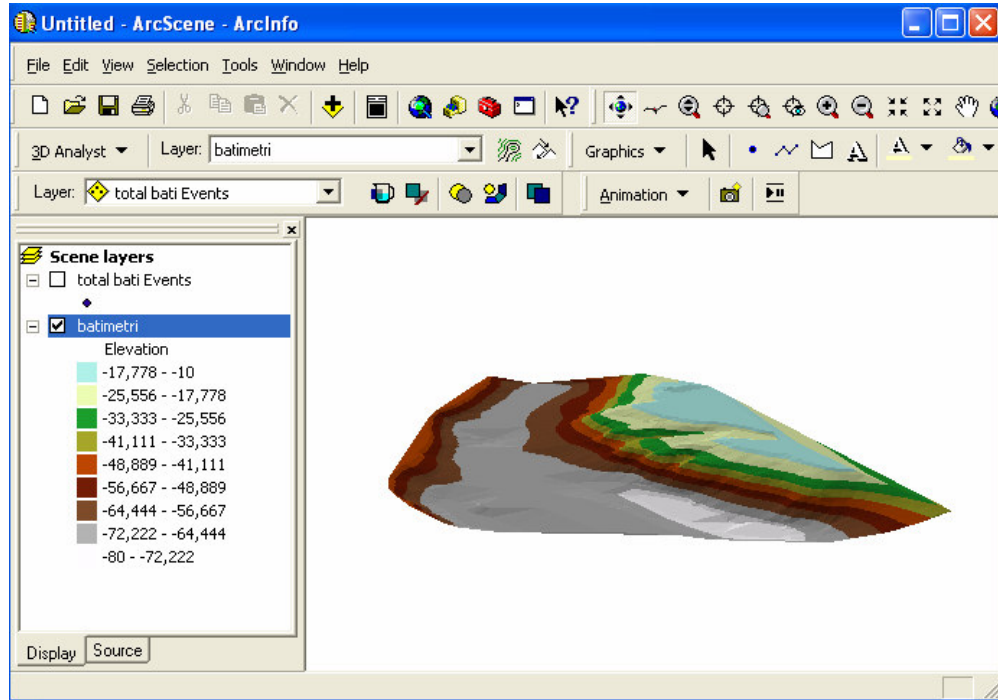 Untitled - ArcScene - ArcInfo
File Edit View Selection Tools Window Help
3D Analyst Layer: batimetri Graphics A A
Layer: total bati Events Animation
Scene layers
total bati Events
batimetri
Elevation
-17,778 - -10
-25,556 - -17,778
-33,333 - -25,556
-41,111 - -33,333
-48,889 - -41,111
-56,667 - -48,889
-64,444 - -56,667
-72,222 - -64,444
-80 - -72,222
Display Source